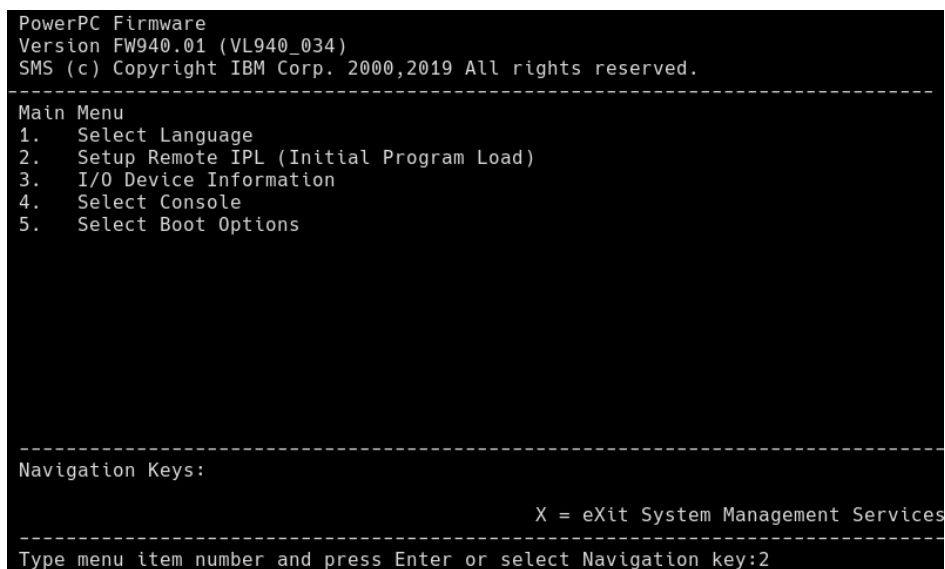 PowerPC Firmware
Version FW940.01 (VL940_034)
SMS (c) Copyright IBM Corp. 2000,2019 All rights reserved.
-------------------------------------------------------------------------------
Main Menu
1.   Select Language
2.   Setup Remote IPL (Initial Program Load)
3.   I/O Device Information
4.   Select Console
5.   Select Boot Options
-------------------------------------------------------------------------------
Navigation Keys:
X = eXit System Management Services
-------------------------------------------------------------------------------
Type menu item number and press Enter or select Navigation key:2